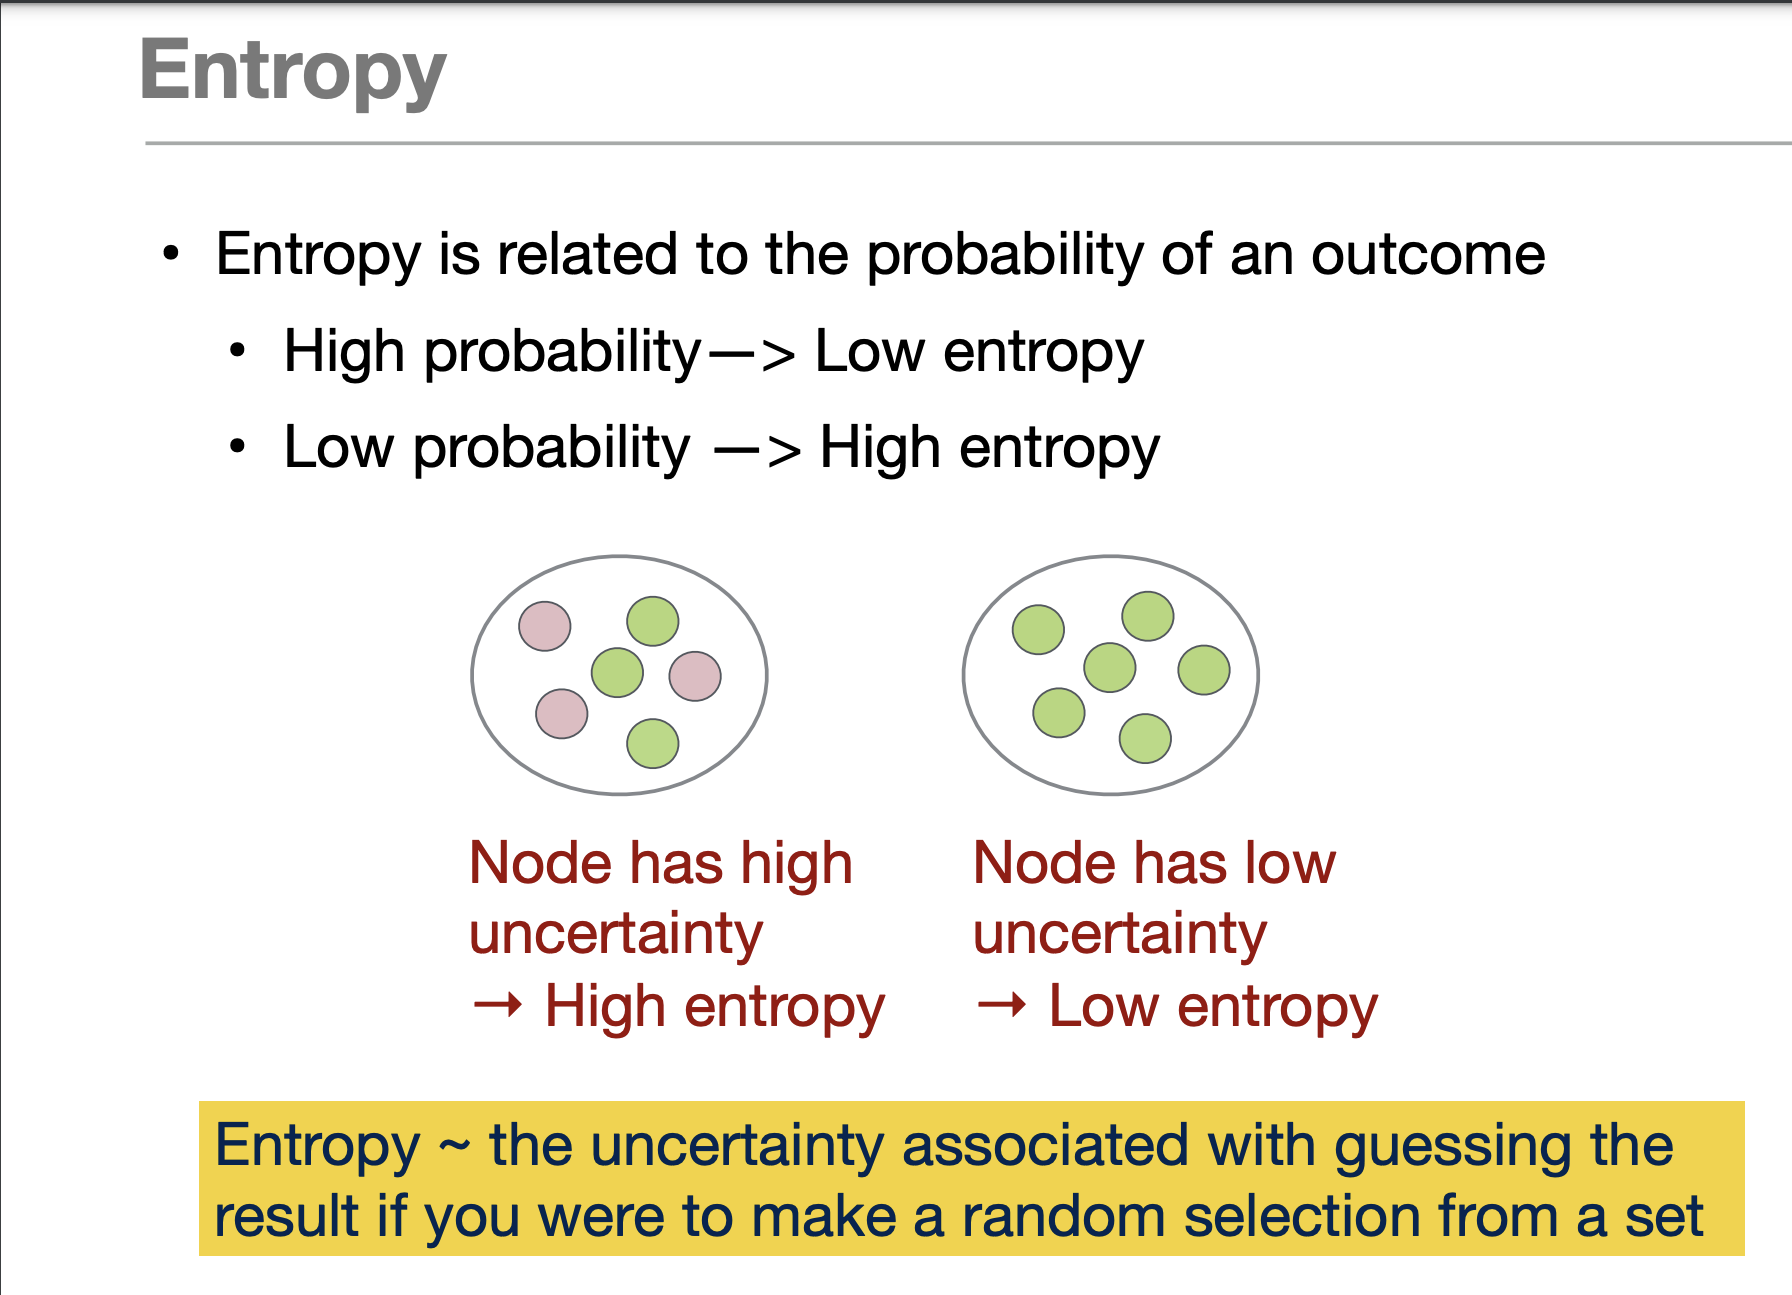 Entropy
• Entropy is related to the probability of an outcome
• High probability—> Low entropy
• Low probability —> High entropy
Node has high
uncertainty
→ High entropy
Node has low
uncertainty
→ Low entropy
Entropy ~ the uncertainty associated with guessing the
result if you were to make a random selection from a set